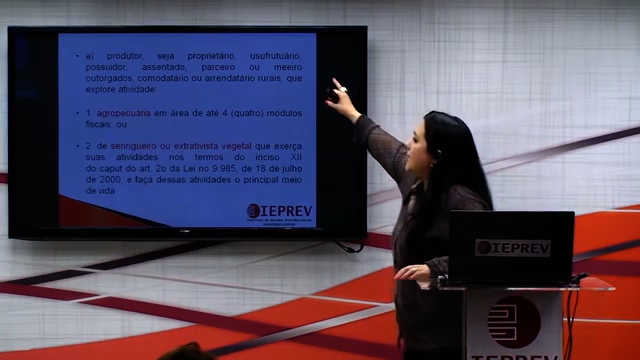 • a) produtor, seja proprietário, usufrutuário,
possuidor, assentado, parceiro ou meeiro
outorgados, comodatário ou arrendatário rurais, que
explore atividade:
• 1. agropecuária em área de até 4 (quatro) módulos
fiscais; ou
• 2. de seringueiro ou extrativista vegetal que exerça
suas atividades nos termos do inciso XII
do caput do art. 2o da Lei no 9.985, de 18 de julho
de 2000, e faça dessas atividades o principal meio
de vida
IEPREV
IEPREV
IEPREV